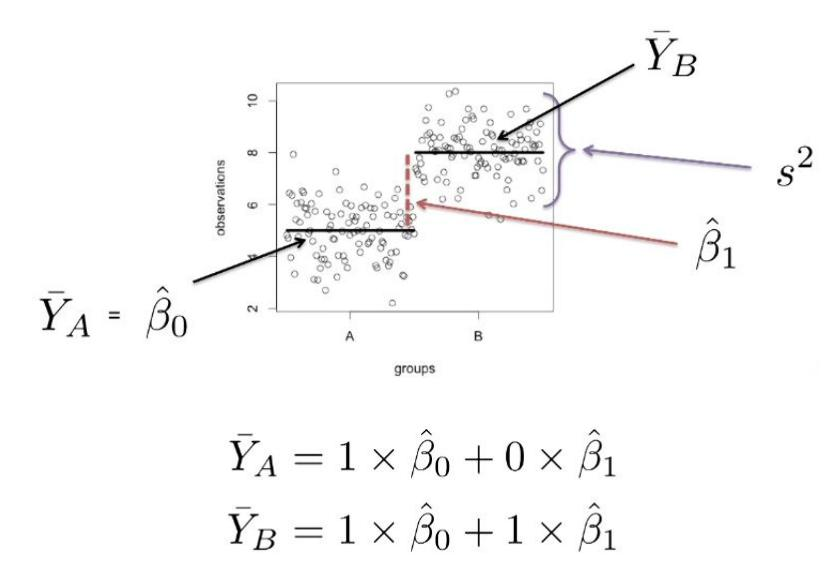 Ȳ_B
10
8
6
4
2
observations
s²
β̂₁
Ȳ_A = β̂₀
A B
groups
Ȳ_A = 1 × β̂₀ + 0 × β̂₁
Ȳ_B = 1 × β̂₀ + 1 × β̂₁